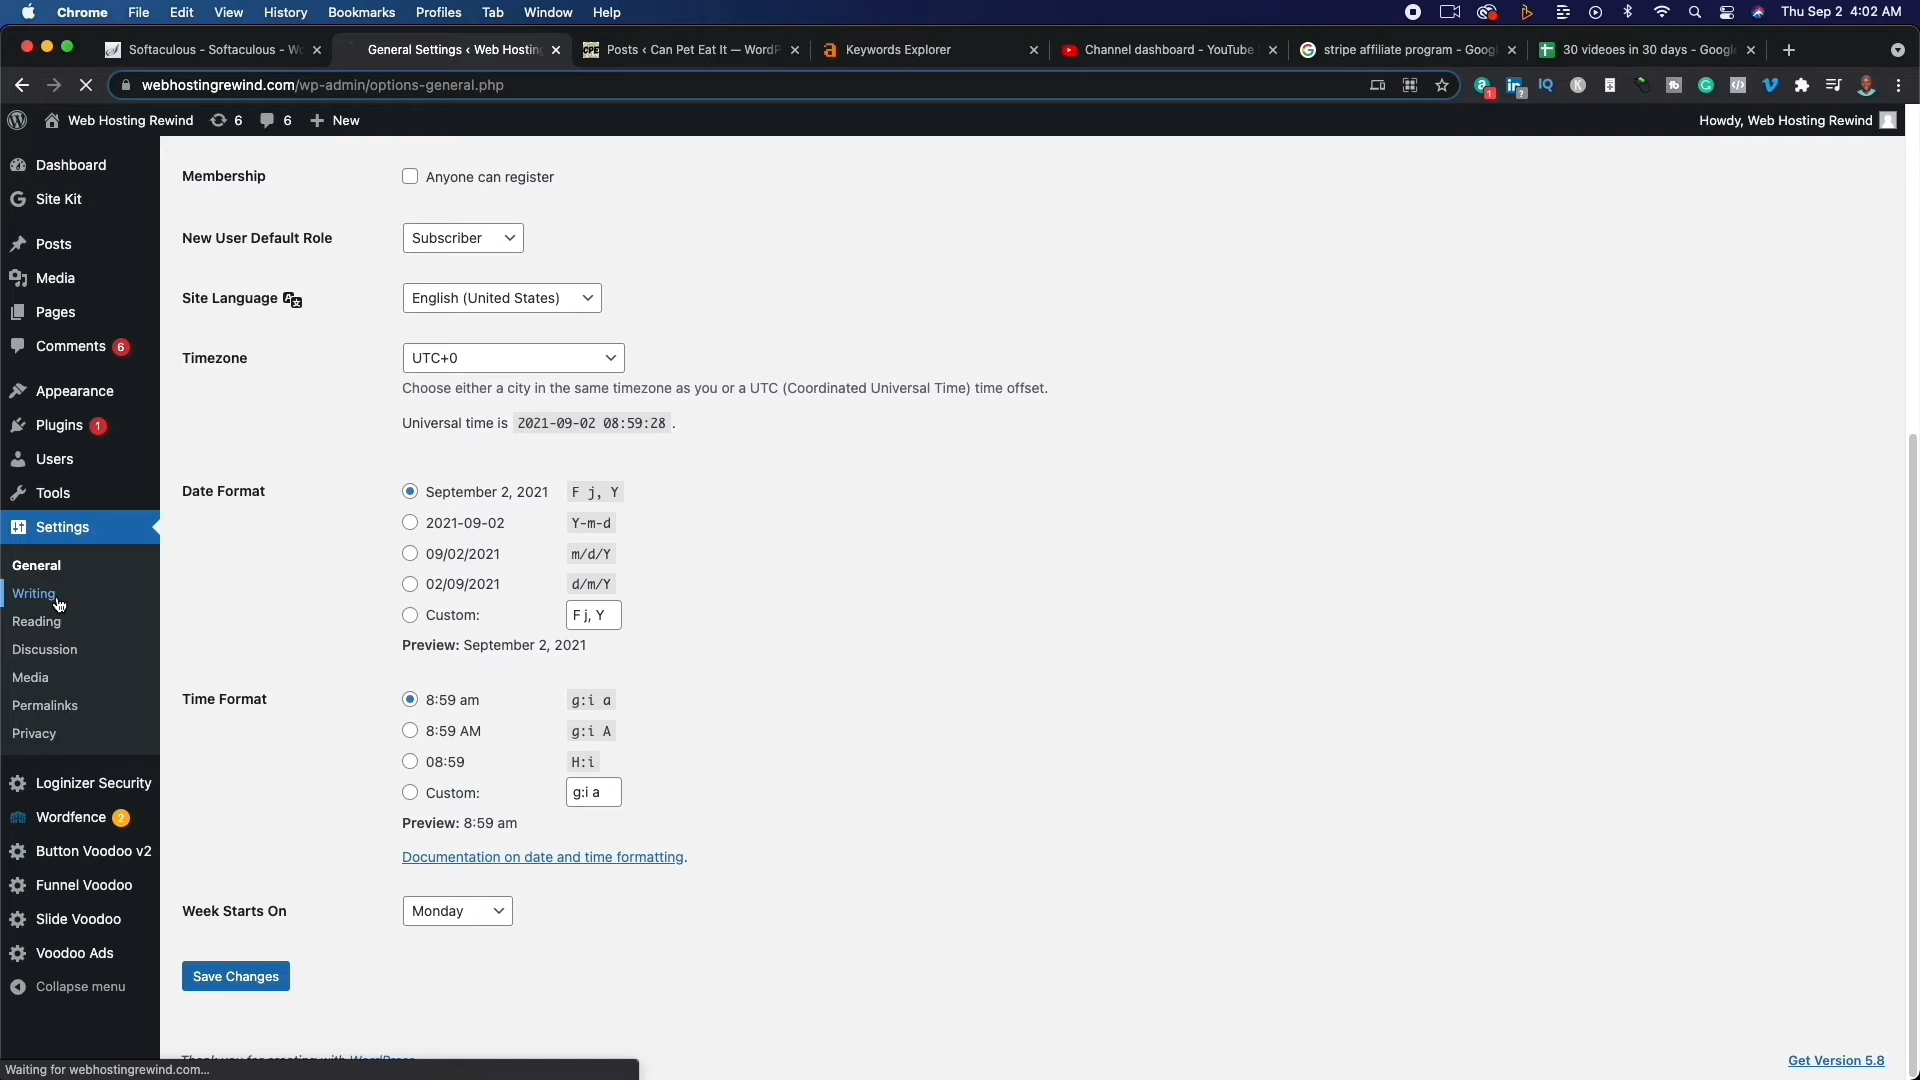 Chrome File Edit View History Bookmarks Profiles Tab Window Help Thu Sep 2 4:02 AM
Softaculous - Softaculous - Wo General Settings ‹ Web Hosting Posts ‹ Can Pet Eat It — WordP Keywords Explorer Channel dashboard - YouTube stripe affiliate program - Goog 30 videoes in 30 days - Google
webhostingrewind.com/wp-admin/options-general.php
Web Hosting Rewind 6 6 New Howdy, Web Hosting Rewind
Dashboard
Site Kit
Posts
Media
Pages
Comments 6
Appearance
Plugins 1
Users
Tools
Settings
General
Writing
Reading
Discussion
Media
Permalinks
Privacy
Loginizer Security
Wordfence 2
Button Voodoo v2
Funnel Voodoo
Slide Voodoo
Voodoo Ads
Collapse menu
Membership Anyone can register
New User Default Role Subscriber
Site Language English (United States)
Timezone UTC+0
Choose either a city in the same timezone as you or a UTC (Coordinated Universal Time) time offset.
Universal time is 2021-09-02 08:59:28 .
Date Format September 2, 2021 F j, Y
2021-09-02 Y-m-d
09/02/2021 m/d/Y
02/09/2021 d/m/Y
Custom: F j, Y
Preview: September 2, 2021
Time Format 8:59 am g:i a
8:59 AM g:i A
08:59 H:i
Custom: g:i a
Preview: 8:59 am
Documentation on date and time formatting.
Week Starts On Monday
Save Changes
Thank you for creating with WordPress
Get Version 5.8
Waiting for webhostingrewind.com...